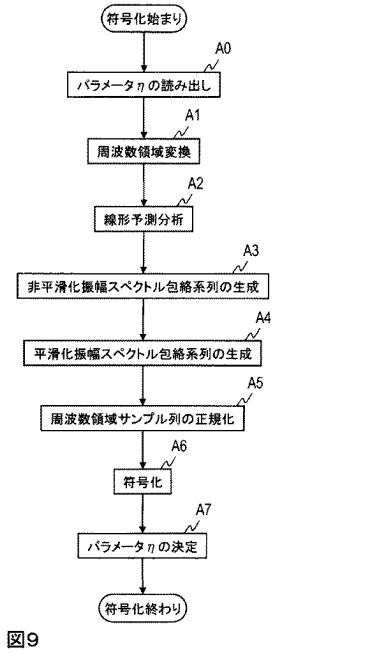 符号化始まり
A0
パラメータηの読み出し
A1
周波数領域変換
A2
線形予測分析
A3
非平滑化振幅スペクトル包絡系列の生成
A4
平滑化振幅スペクトル包絡系列の生成
A5
周波数領域サンプル列の正規化
A6
符号化
A7
パラメータηの決定
符号化終わり
図9